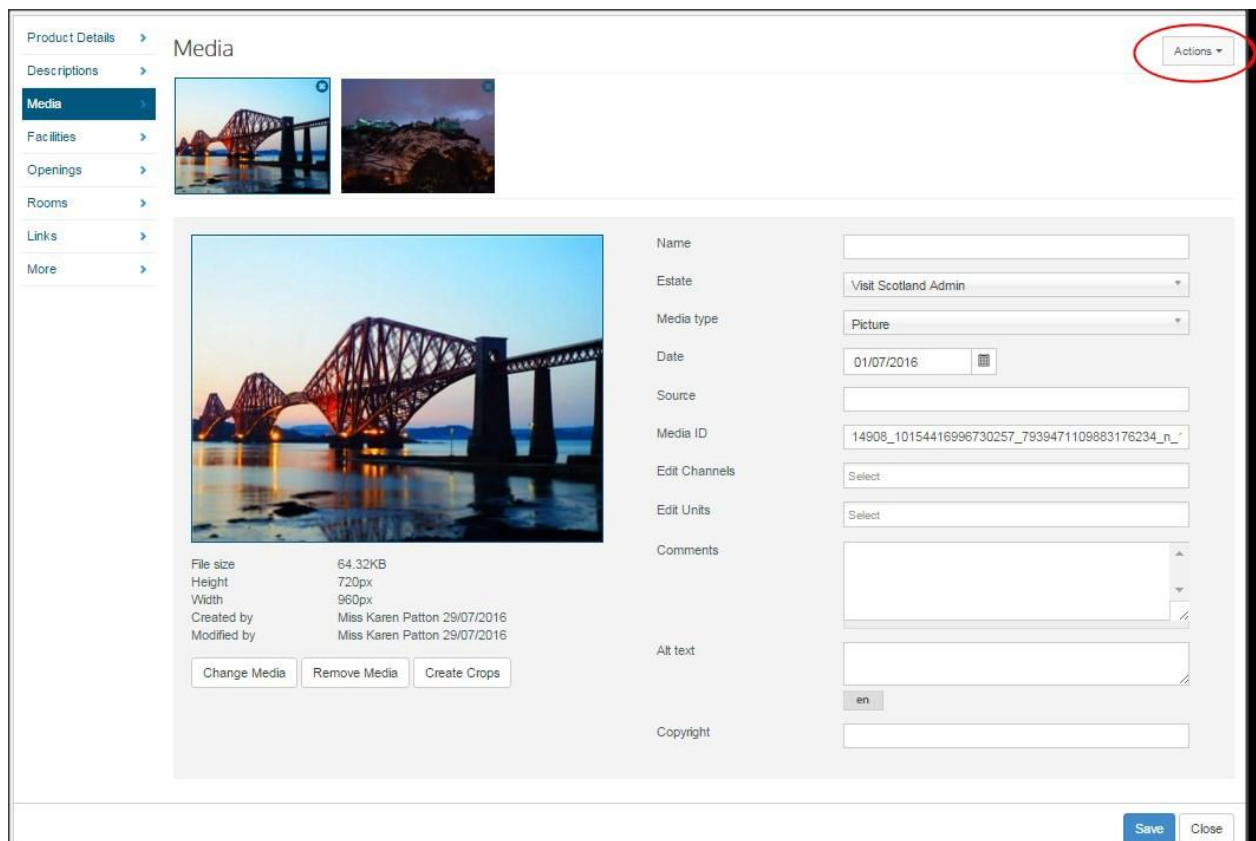 Product Details
Descriptions
Media
Facilities
Openings
Rooms
Links
More
Media
Actions
Name
Estate
Visit Scotland Admin
Media type
Picture
Date
01/07/2016
Source
Media ID
14908_10154416996730257_7939471109883176234_n_
Edit Channels
Select
Edit Units
Select
Comments
Alt text
en
Copyright
File size 64.32KB
Height 720px
Width 960px
Created by Miss Karen Patton 29/07/2016
Modified by Miss Karen Patton 29/07/2016
Change Media Remove Media Create Crops
Save Close